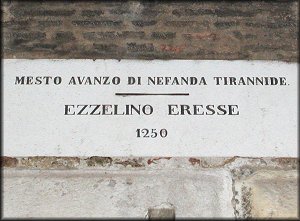 MESTO AVANZO DI NEFANDA TIRANNIDE.
EZZELINO ERESSE
1250